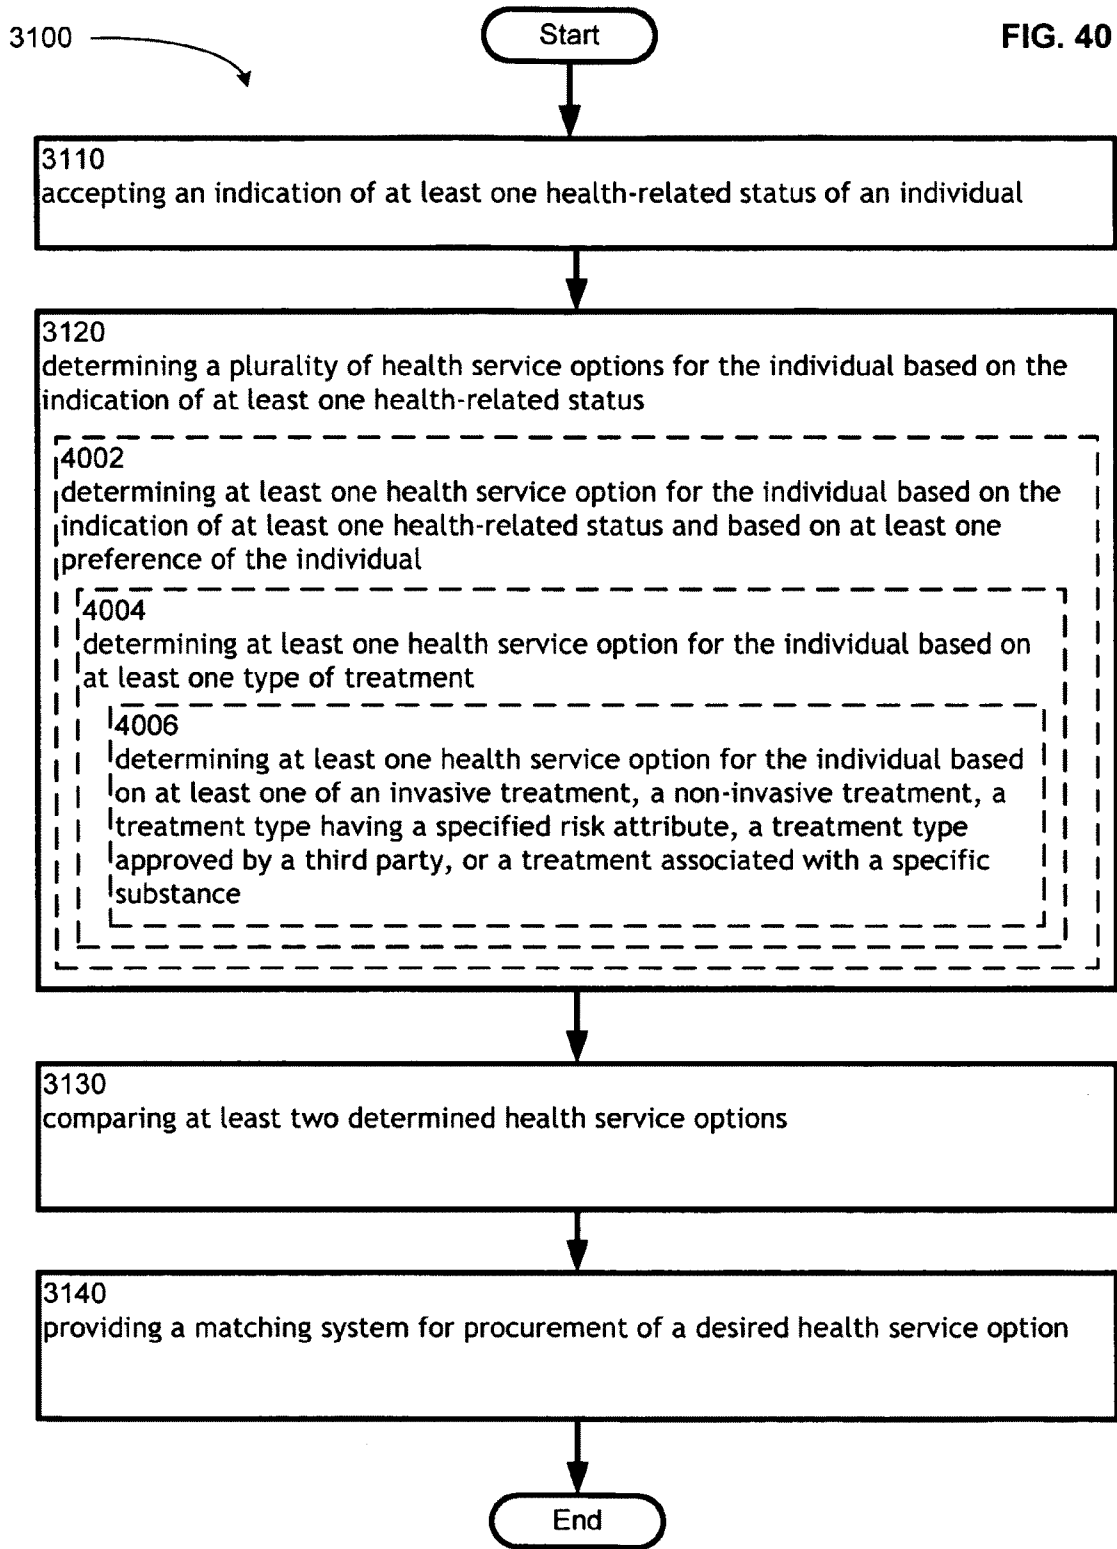 3100
Start
FIG. 40
3110
accepting an indication of at least one health-related status of an individual
3120
determining a plurality of health service options for the individual based on the
indication of at least one health-related status
4002
determining at least one health service option for the individual based on the
indication of at least one health-related status and based on at least one
preference of the individual
4004
determining at least one health service option for the individual based on
at least one type of treatment
4006
determining at least one health service option for the individual based
on at least one of an invasive treatment, a non-invasive treatment, a
treatment type having a specified risk attribute, a treatment type
approved by a third party, or a treatment associated with a specific
substance
3130
comparing at least two determined health service options
3140
providing a matching system for procurement of a desired health service option
End